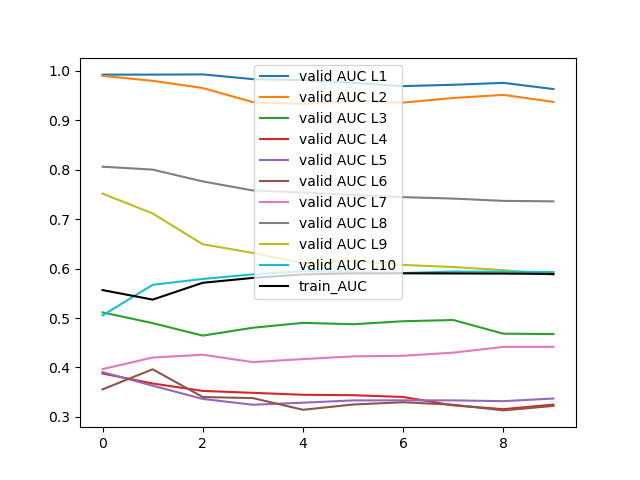 1.0
0.9
0.8
0.7
0.6
0.5
0.4
0.3
0
2
4
6
8
valid AUC L1
valid AUC L2
valid AUC L3
valid AUC L4
valid AUC L5
valid AUC L6
valid AUC L7
valid AUC L8
valid AUC L9
valid AUC L10
train_AUC